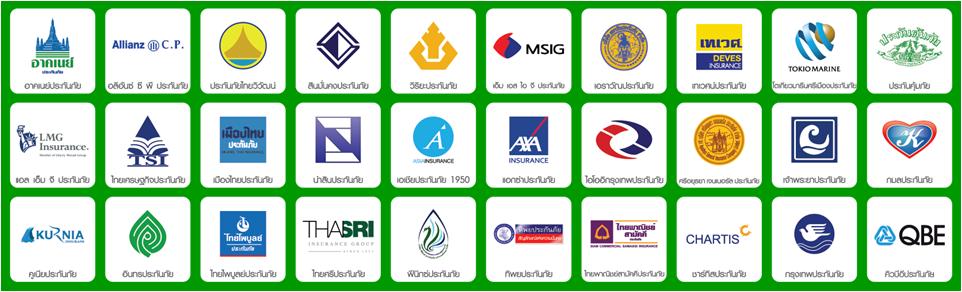 อาคเนย์
ประกันภัย
อาคเนย์ประกันภัย
Allianz C.P.
อลิอันซ์ ซี พี ประกันภัย
ประกันภัยไทยวิวัฒน์
สินมั่นคงประกันภัย
วิริยะประกันภัย
MSIG
เอ็ม เอส ไอ จี ประกันภัย
เอราวัณประกันภัย
เทเวศ
DEVES
INSURANCE
เทเวศน์ประกันภัย
TOKIO MARINE
โตเกียวมารีนศรีเมืองประกันภัย
ประกันคุ้มภัย
ประกันคุ้มภัย
LMG
Insurance.
Member of Liberty Mutual Group
แอล เอ็ม จี ประกันภัย
TSI
ไทยเศรษฐกิจประกันภัย
เมืองไทย
ประกันภัย
เมืองไทยประกันภัย
นำสินประกันภัย
ASIA INSURANCE
เอเชียประกันภัย 1950
AXA
INSURANCE
แอกซ่าประกันภัย
ไอโออิกรุงเทพประกันภัย
ศรีอยุธยา เจนเนอรัล ประกันภัย
เจ้าพระยาประกันภัย
K
กมลประกันภัย
KURNIA
คูเนียประกันภัย
อินทรประกันภัย
ไทยไพบูลย์
ประกันภัย
ไทยไพบูลย์ประกันภัย
THASRI
INSURANCE GROUP
ไทยศรีประกันภัย
ฟีนิกซ์ประกันภัย
ทิพยประกันภัย
ทิพยประกันภัย
ไทยพาณิชย์
สามัคคี
SIAM COMMERCIAL SAMAGGI INSURANCE
ไทยพาณิชย์สามัคคีประกันภัย
CHARTIS
ชาร์ทิสประกันภัย
กรุงเทพประกันภัย
QBE
คิวบีอีประกันภัย